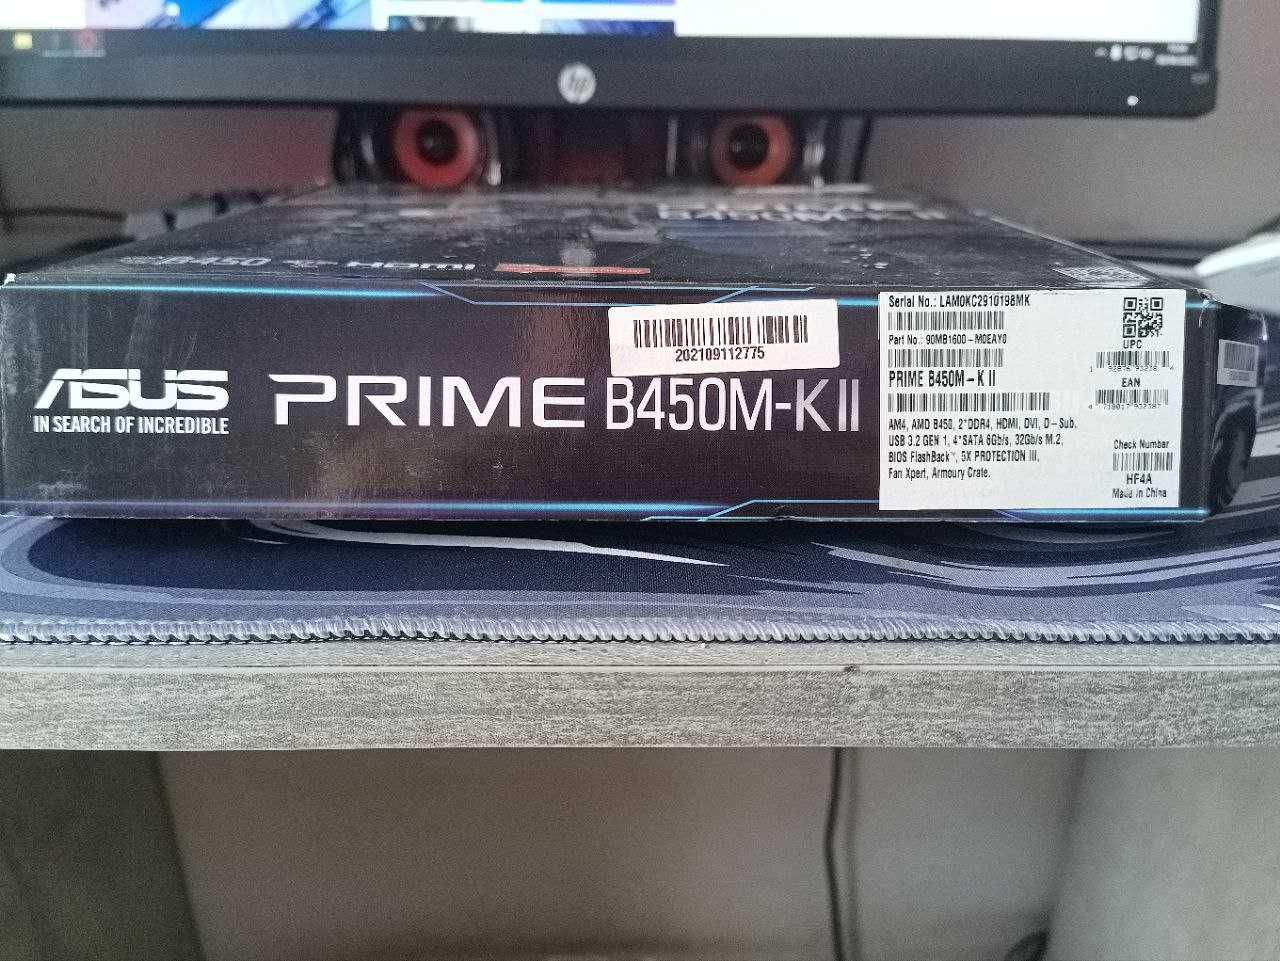 hp
B450M-K II
B450
HDMI
ASUS
IN SEARCH OF INCREDIBLE
PRIME B450M-K II
202109112775
Serial No.: LAM0KC2910198MK
Part No.: 90MB1600-M0EAY0
PRIME B450M-K II
AM4, AMD B450, 2*DDR4, HDMI, DVI, D-Sub,
USB 3.2 GEN 1, 4*SATA 6Gb/s, 32Gb/s M.2,
BIOS FlashBack™, 5X PROTECTION III,
Fan Xpert, Armoury Crate.
UPC
EAN
Check Number
HF4A
Made in China